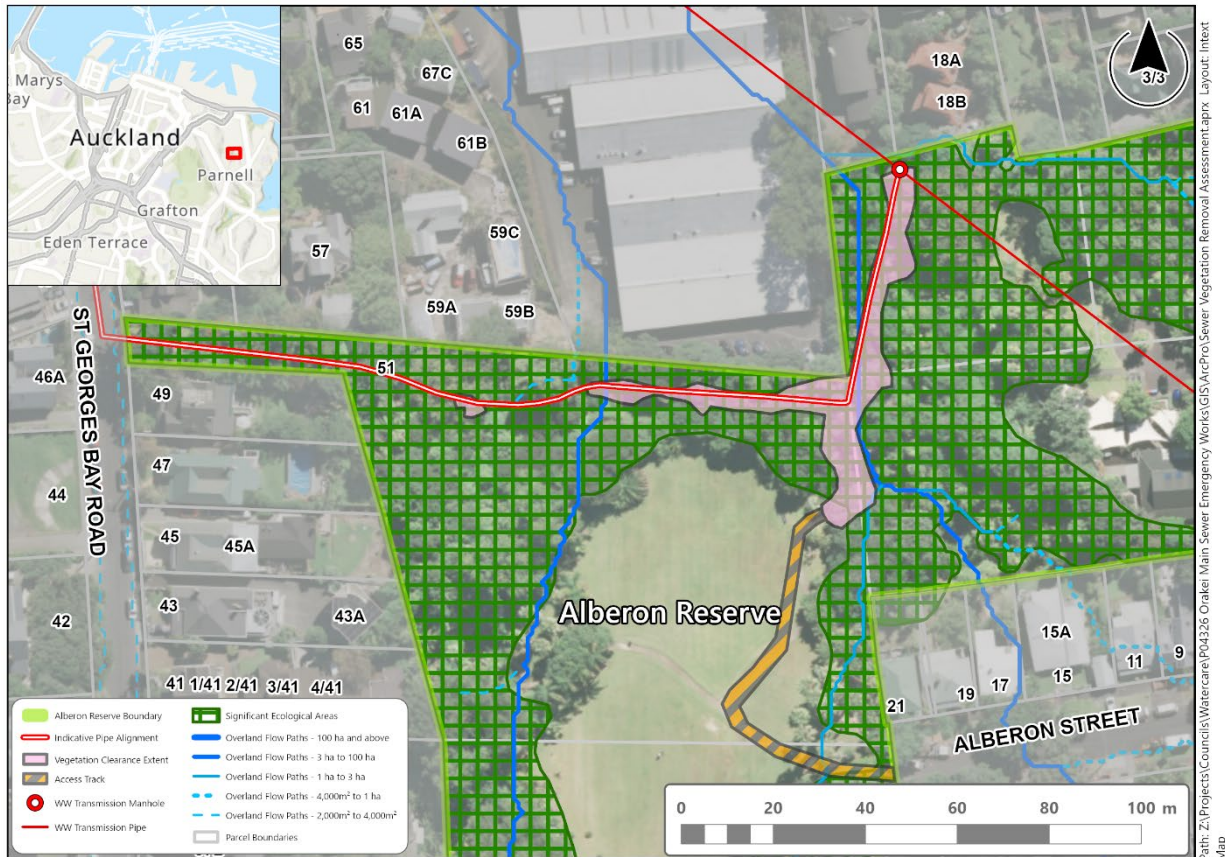 t Marys
Bay
Auckland
Parnell
Grafton
Eden Terrace
65
67C
61
61A
61B
18A
18B
3/3
57
59C
59A
59B
51
46A
49
47
44
45
45A
43
43A
42
41 1/41 2/41 3/41 4/41
ST GEORGES BAY ROAD
Alberon Reserve
15A
9
11
15
17
19
21
ALBERON STREET
Alberon Reserve Boundary
Indicative Pipe Alignment
Vegetation Clearance Extent
Access Track
WW Transmission Manhole
WW Transmission Pipe
Significant Ecological Areas
Overland Flow Paths - 100 ha and above
Overland Flow Paths - 3 ha to 100 ha
Overland Flow Paths - 1 ha to 3 ha
Overland Flow Paths - 4,000m² to 1 ha
Overland Flow Paths - 2,000m² to 4,000m²
Parcel Boundaries
0 20 40 60 80 100 m
Path: Z:\Projects\Councils\Watercare\P04326 Orakei Main Sewer Emergency Works\GIS\ArcPro\Sewer Vegetation Removal Assessment.aprx Layout: Intext
Map